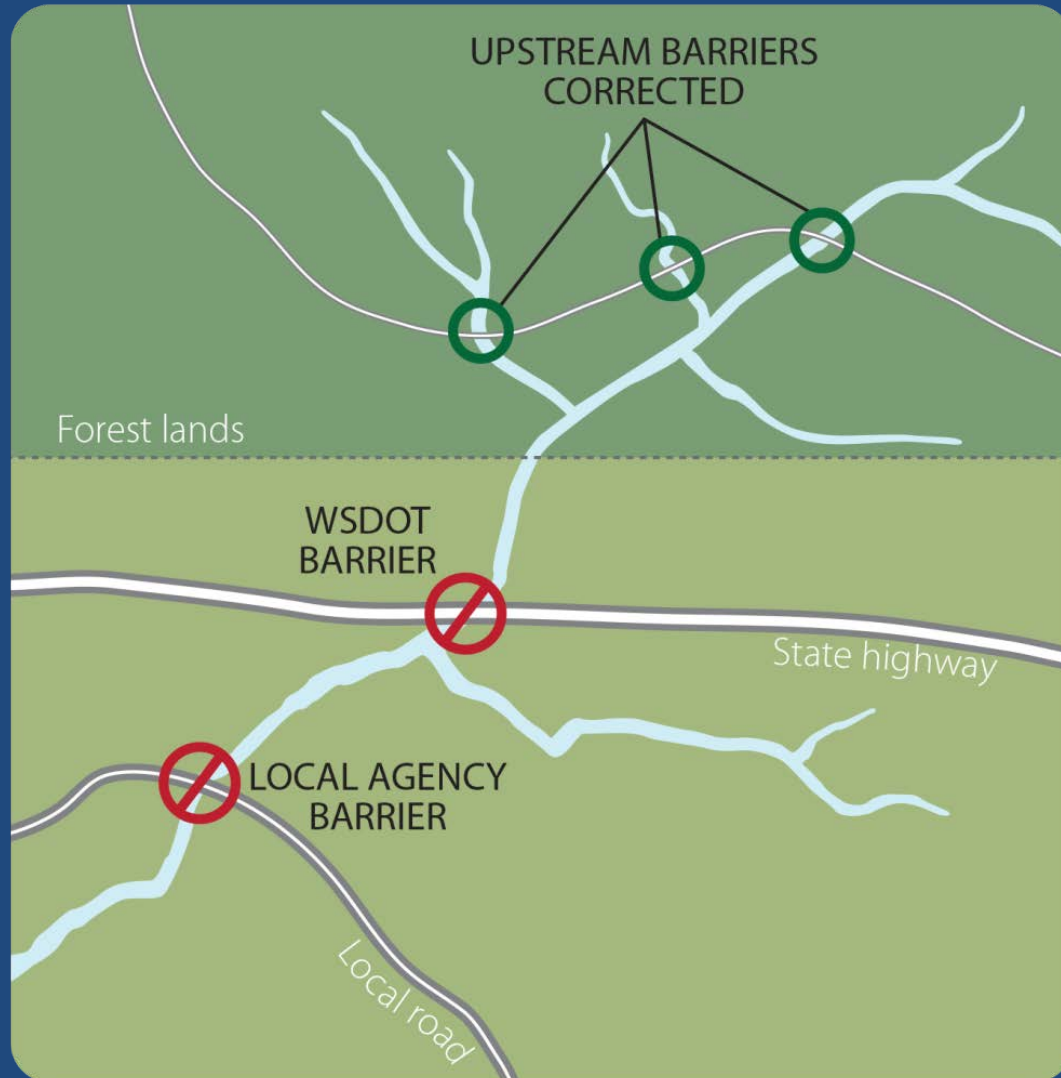 UPSTREAM BARRIERS
CORRECTED
Forest lands
WSDOT
BARRIER
State highway
LOCAL AGENCY
BARRIER
Local road